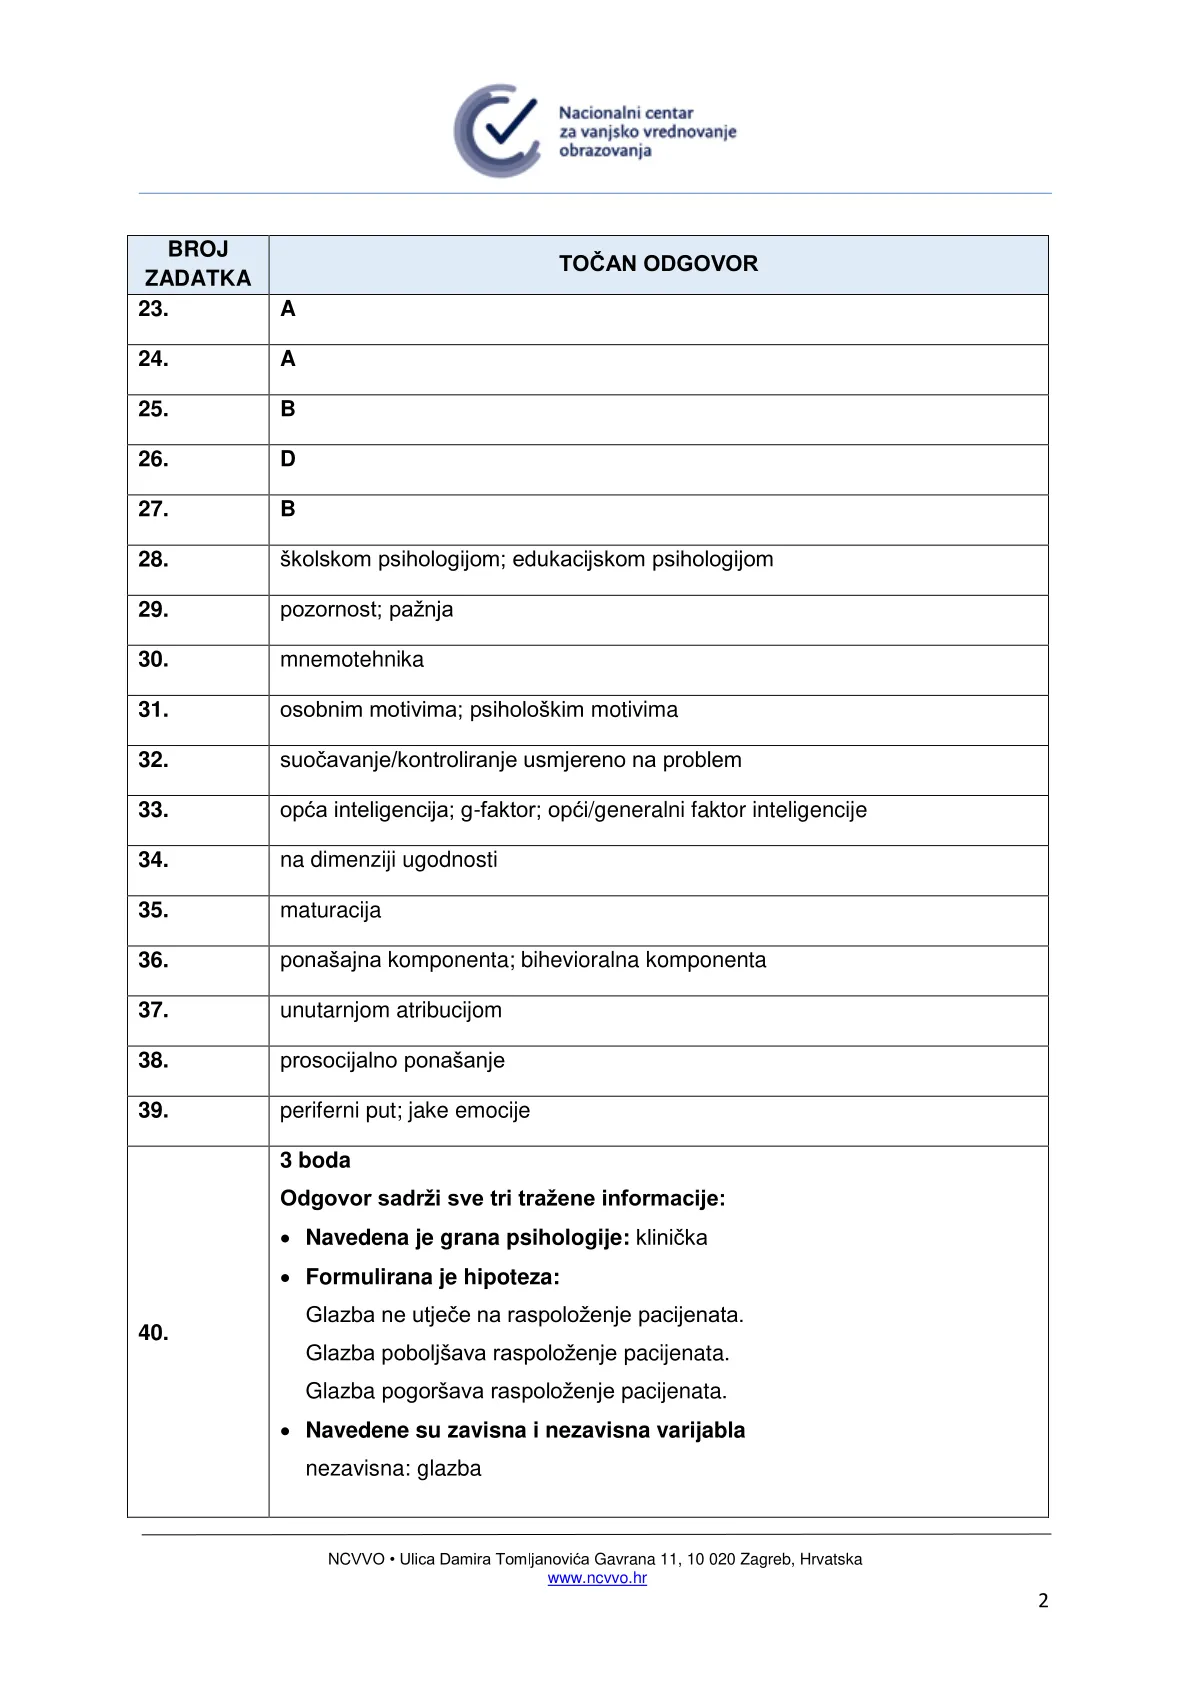 Nacionalni centar
za vanjsko vrednovanje
obrazovanja
BROJ
ZADATKA
TOČAN ODGOVOR
23.
A
24.
A
25.
B
26.
D
27.
B
28.
školskom psihologijom; edukacijskom psihologijom
29.
pozornost; pažnja
30.
mnemotehnika
31.
osobnim motivima; psihološkim motivima
32.
suočavanje/kontroliranje usmjereno na problem
33.
opća inteligencija; g-faktor; opći/generalni faktor inteligencije
34.
na dimenziji ugodnosti
35.
maturacija
36.
ponašajna komponenta; bihevioralna komponenta
37.
unutarnjom atribucijom
38.
prosocijalno ponašanje
39.
periferni put; jake emocije
40.
3 boda
Odgovor sadrži sve tri tražene informacije:
• Navedena je grana psihologije: klinička
• Formulirana je hipoteza:
Glazba ne utječe na raspoloženje pacijenata.
Glazba poboljšava raspoloženje pacijenata.
Glazba pogoršava raspoloženje pacijenata.
• Navedene su zavisna i nezavisna varijabla
nezavisna: glazba
NCVVO • Ulica Damira Tomljanovića Gavrana 11, 10 020 Zagreb, Hrvatska
www.ncvvo.hr
2